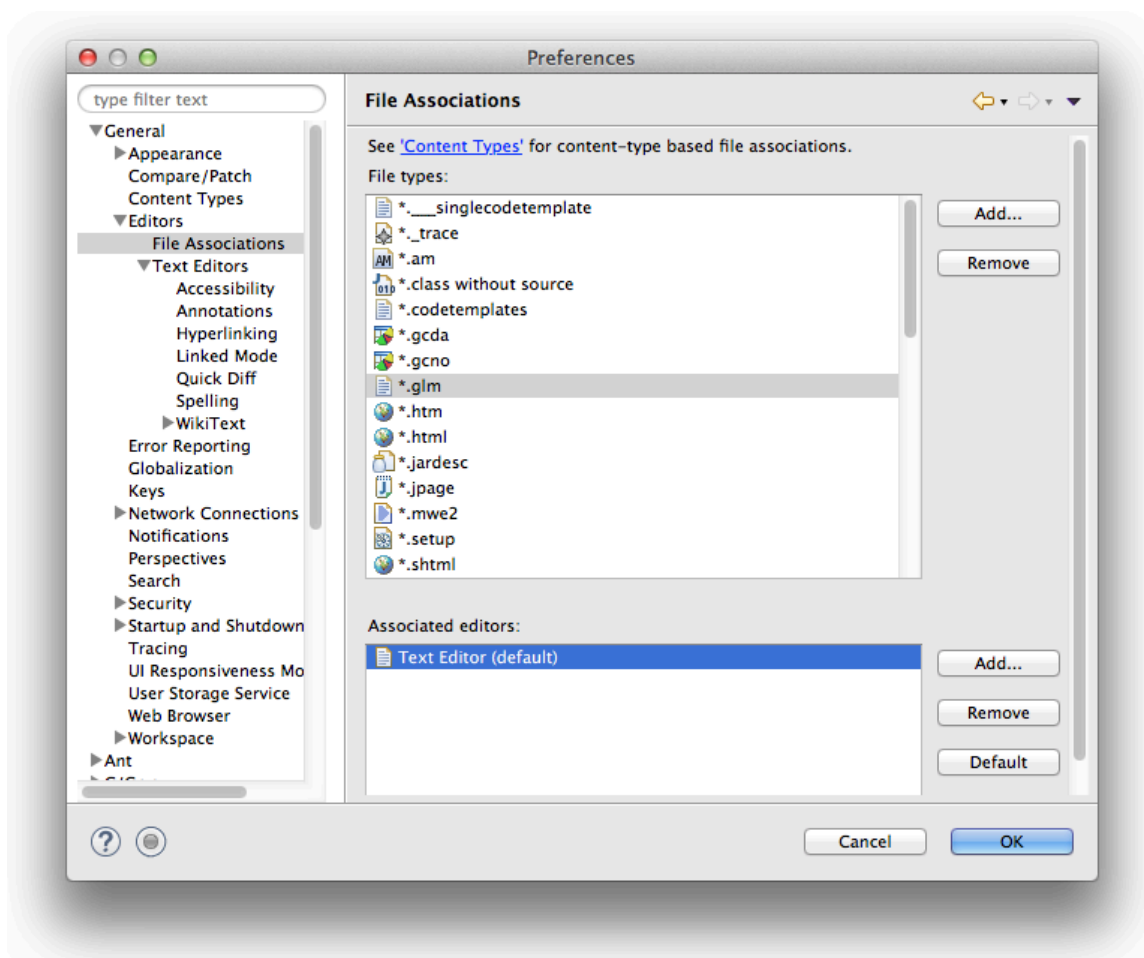 Preferences
type filter text
General
Appearance
Compare/Patch
Content Types
Editors
File Associations
Text Editors
Accessibility
Annotations
Hyperlinking
Linked Mode
Quick Diff
Spelling
WikiText
Error Reporting
Globalization
Keys
Network Connections
Notifications
Perspectives
Search
Security
Startup and Shutdown
Tracing
UI Responsiveness Mo
User Storage Service
Web Browser
Workspace
Ant
File Associations
See 'Content Types' for content-type based file associations.
File types:
*.___singlecodetemplate
*._trace
AM *.am
010 *.class without source
*.codetemplates
*.gcda
*.gcno
*.glm
*.htm
*.html
*.jardesc
J *.jpage
*.mwe2
*.setup
*.shtml
Add...
Remove
Associated editors:
Text Editor (default)
Add...
Remove
Default
?
Cancel
OK